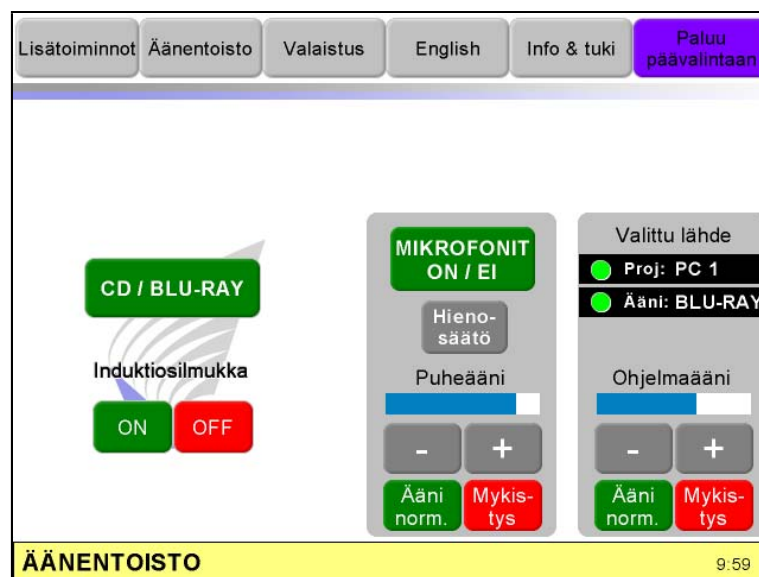 Lisätoiminnot
Äänentoisto
Valaistus
English
Info & tuki
Paluu
päävalintaan
CD / BLU-RAY
Induktiosilmukka
ON
OFF
MIKROFONIT
ON / EI
Hieno-
säätö
Puheääni
-
+
Ääni
norm.
Mykis-
tys
Valittu lähde
Proj: PC 1
Ääni: BLU-RAY
Ohjelmaääni
-
+
Ääni
norm.
Mykis-
tys
ÄÄNENTOISTO
9:59